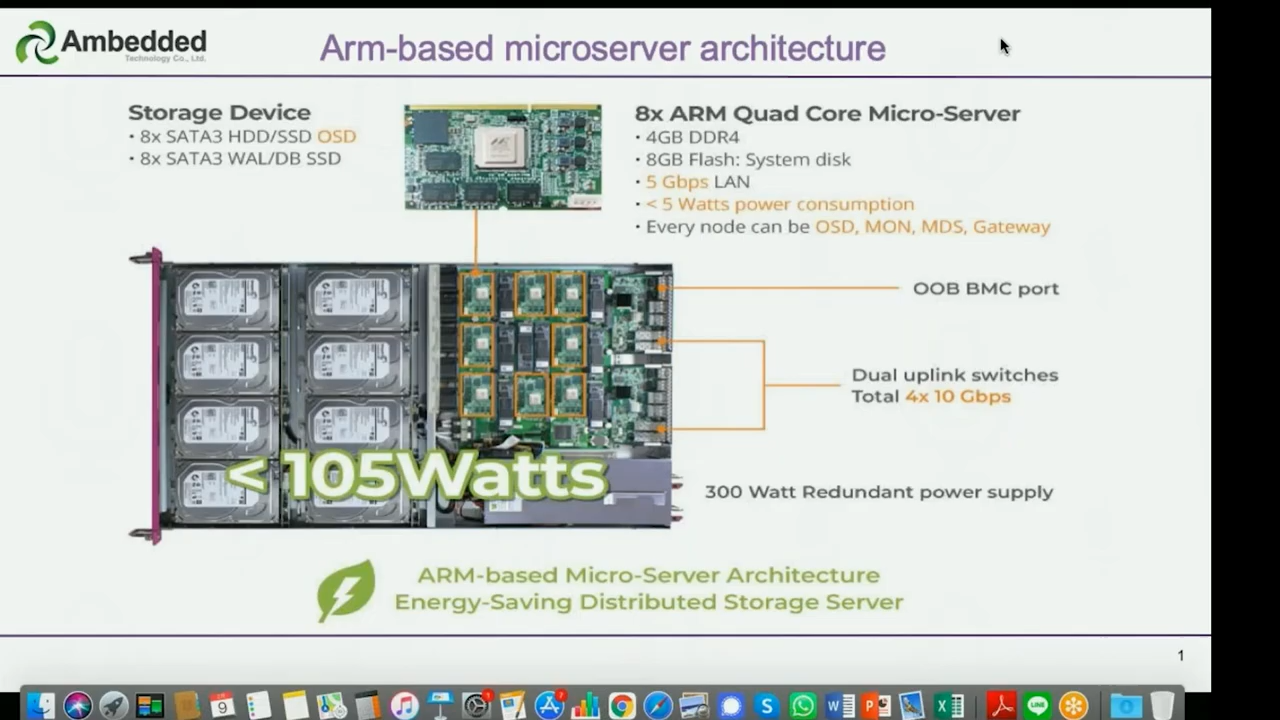 Ambedded
Technology Co., Ltd.
Arm-based microserver architecture
Storage Device
• 8x SATA3 HDD/SSD OSD
• 8x SATA3 WAL/DB SSD
8x ARM Quad Core Micro-Server
• 4GB DDR4
• 8GB Flash: System disk
• 5 Gbps LAN
• < 5 Watts power consumption
• Every node can be OSD, MON, MDS, Gateway
OOB BMC port
Dual uplink switches
Total 4x 10 Gbps
< 105Watts
300 Watt Redundant power supply
ARM-based Micro-Server Architecture
Energy-Saving Distributed Storage Server
1
9